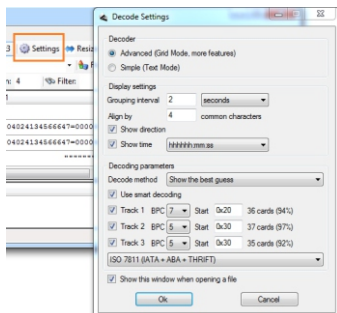 Decode Settings
Settings
Resiz
Filter:
n: 4
04024134566647=0000
04024134566647=0000
Decoder
Advanced (Grid Mode, more features)
Simple (Text Mode)
Display settings
Grouping interval 2 seconds
Align by 4 common characters
Show direction
Show time hhhhhh:mm:ss
Decoding parameters
Decode method Show the best guess
Use smart decoding
Track 1 BPC 7 Start 0x20 36 cards (94%)
Track 2 BPC 5 Start 0x30 37 cards (97%)
Track 3 BPC 5 Start 0x30 35 cards (92%)
ISO 7811 (IATA + ABA + THRIFT)
Show this window when opening a file
Ok Cancel